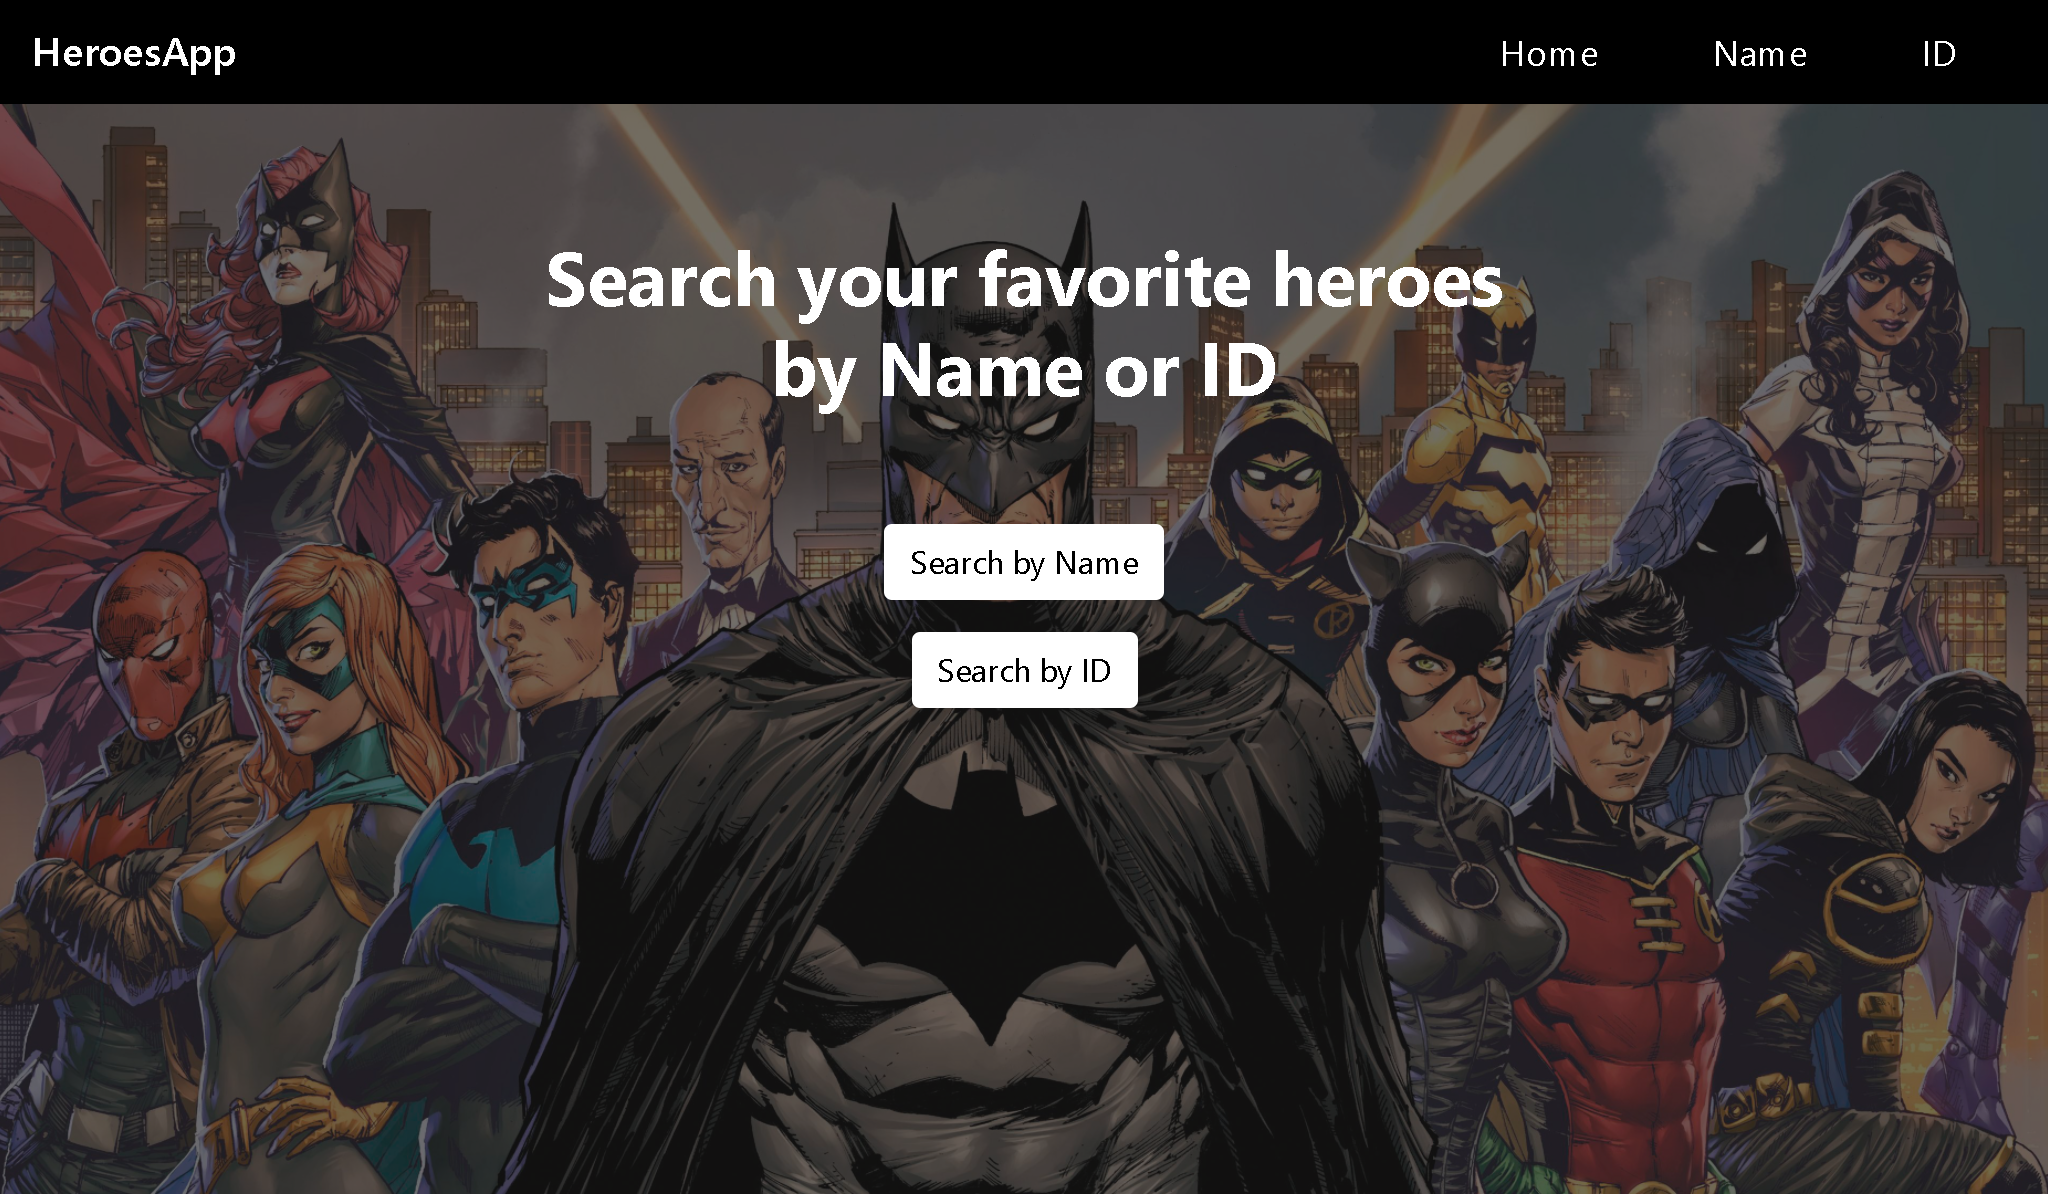 HeroesApp
Home
Name
ID
Search your favorite heroes
by Name or ID
Search by Name
Search by ID